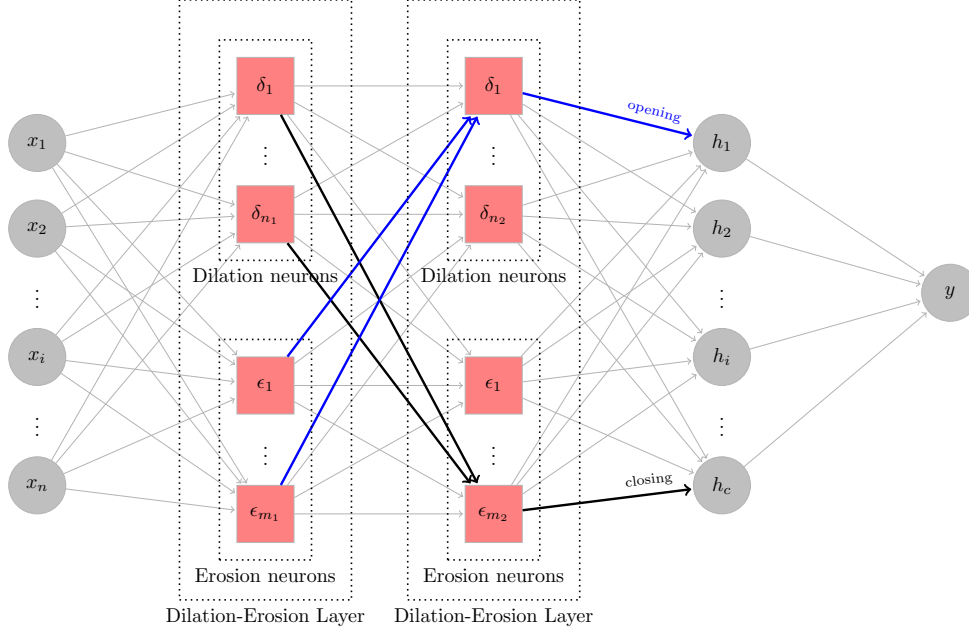 x₁
x₂
⋮
xᵢ
⋮
xₙ
δ₁
⋮
δₙ₁
Dilation neurons
ϵ₁
⋮
ϵₘ₁
Erosion neurons
Dilation-Erosion Layer
δ₁
⋮
δₙ₂
Dilation neurons
ϵ₁
⋮
ϵₘ₂
Erosion neurons
Dilation-Erosion Layer
opening
closing
h₁
h₂
⋮
hᵢ
⋮
h_c
y